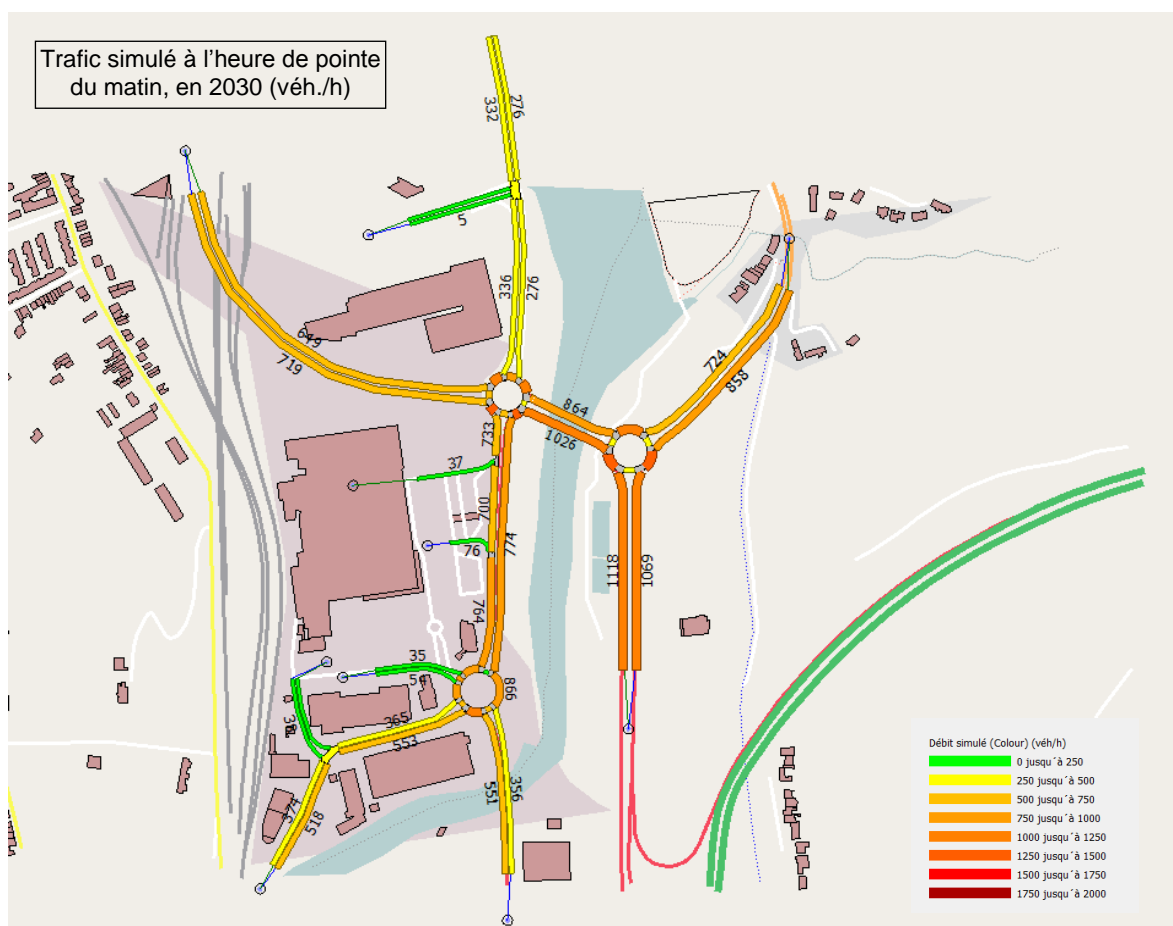 Trafic simulé à l'heure de pointe
du matin, en 2030 (véh./h)
276
332
5
336
276
649
719
864
1026
724
858
733
37
700
774
76
764
1118
1069
35
54
866
365
553
374
518
551
356
Débit simulé (Colour) (véh/h)
0 jusqu´à 250
250 jusqu´à 500
500 jusqu´à 750
750 jusqu´à 1000
1000 jusqu´à 1250
1250 jusqu´à 1500
1500 jusqu´à 1750
1750 jusqu´à 2000